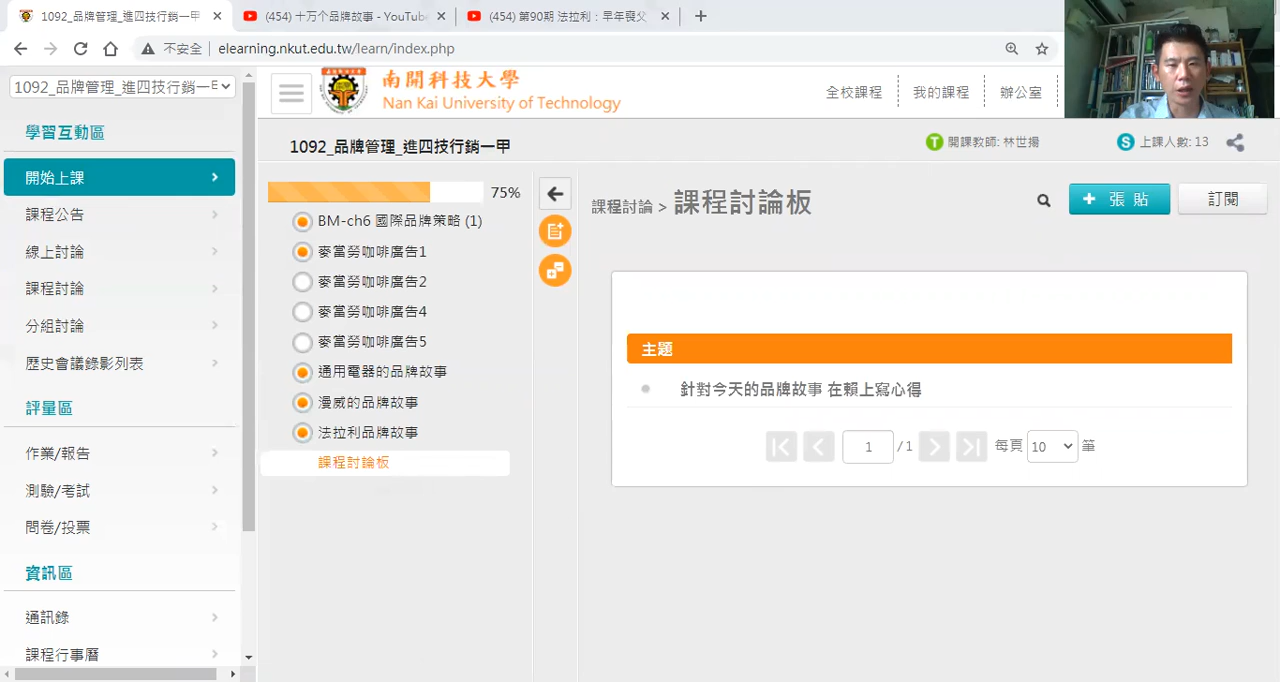 1092_品牌管理_進四技行銷一甲
(454) 十万个品牌故事 - YouTube
(454) 第90期 法拉利：早年喪父
不安全 elearning.nkut.edu.tw/learn/index.php
1092_品牌管理_進四技行銷一
南開科技大學
Nan Kai University of Technology
全校課程
我的課程
辦公室
學習互動區
開始上課
課程公告
線上討論
課程討論
分組討論
歷史會議錄影列表
評量區
作業/報告
測驗/考試
問卷/投票
資訊區
通訊錄
課程行事曆
1092_品牌管理_進四技行銷一甲
T 開課教師: 林世揚
S 上課人數: 13
75%
BM-ch6 國際品牌策略 (1)
麥當勞咖啡廣告1
麥當勞咖啡廣告2
麥當勞咖啡廣告4
麥當勞咖啡廣告5
通用電器的品牌故事
漫威的品牌故事
法拉利品牌故事
課程討論板
課程討論 > 課程討論板
+ 張 貼
訂閱
主題
針對今天的品牌故事 在賴上寫心得
1 / 1 每頁 10 筆